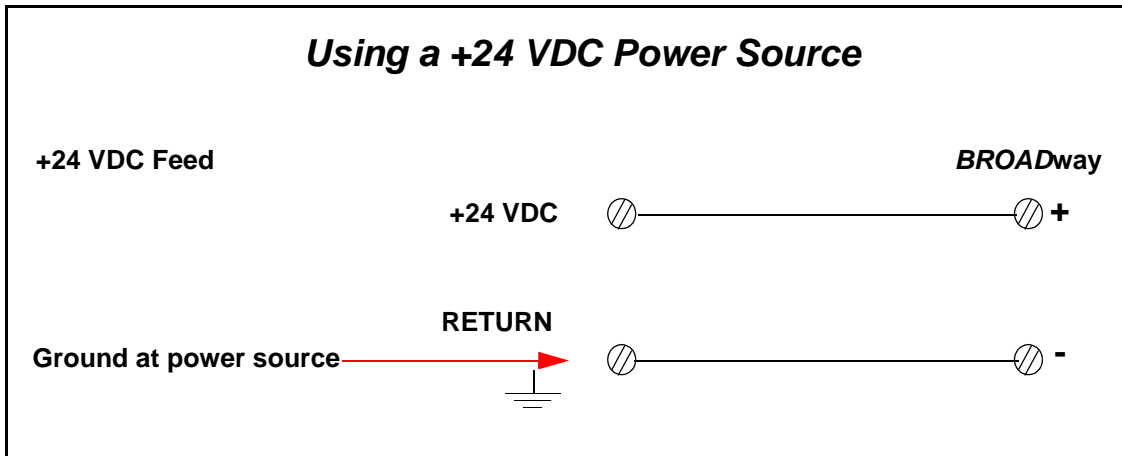 Using a +24 VDC Power Source
+24 VDC Feed
BROADway
+24 VDC
+
RETURN
Ground at power source
-